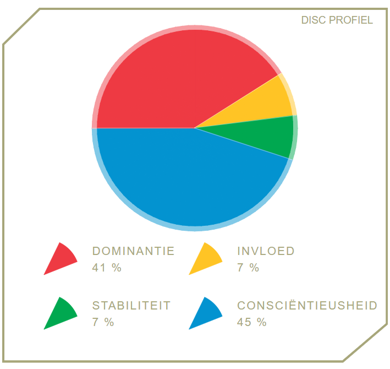 DISC PROFIEL
DOMINANTIE
41 %
INVLOED
7 %
STABILITEIT
7 %
CONSCIËNTIEUSHEID
45 %